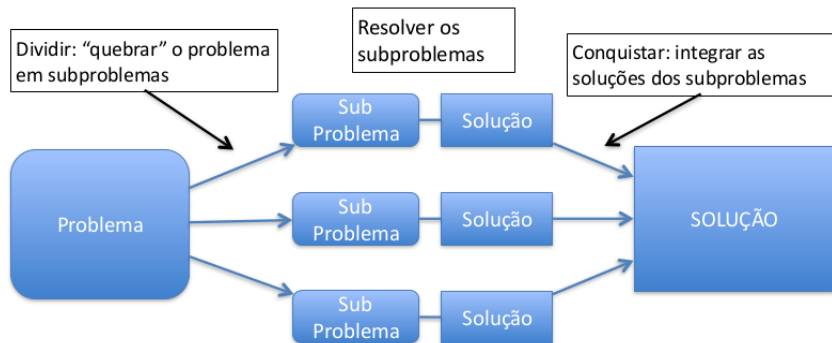 Dividir: “quebrar” o problema
em subproblemas
Resolver os
subproblemas
Conquistar: integrar as
soluções dos subproblemas
Problema
Sub
Problema
Solução
Sub
Problema
Solução
Sub
Problema
Solução
SOLUÇÃO